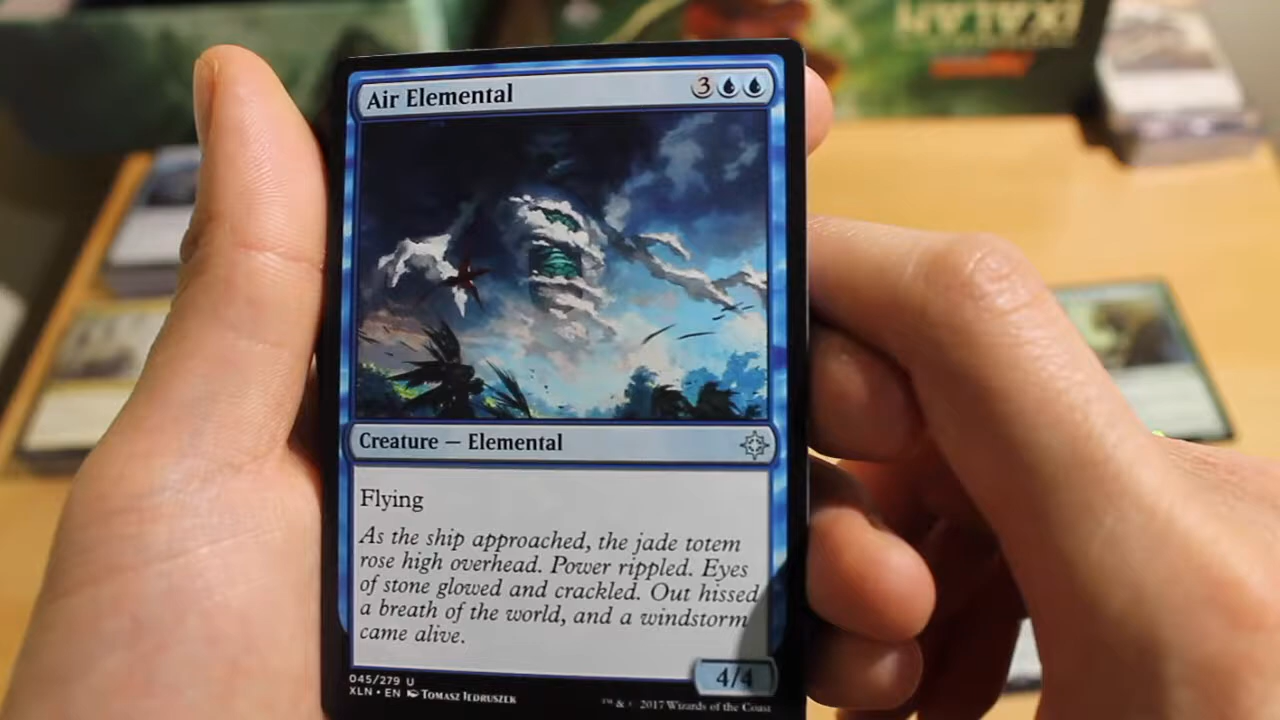 IXALAN
Air Elemental 3
Creature — Elemental
Flying
As the ship approached, the jade totem
rose high overhead. Power rippled. Eyes
of stone glowed and crackled. Out hissed
a breath of the world, and a windstorm
came alive.
4/4
045/279 U
XLN • EN TOMASZ JEDRUSZEK
™ & © 2017 Wizards of the Coast